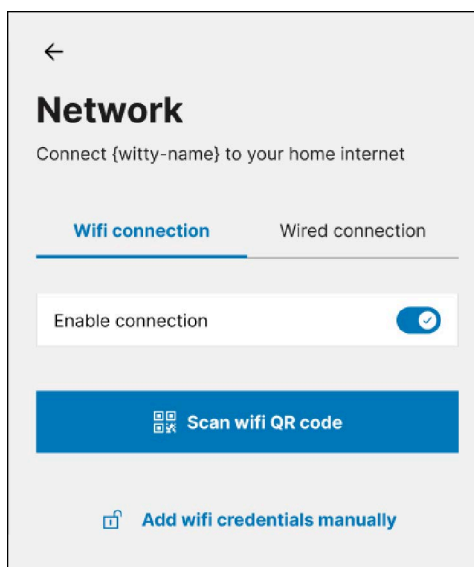 Network
Connect {witty-name} to your home internet
Wifi connection
Wired connection
Enable connection
Scan wifi QR code
Add wifi credentials manually